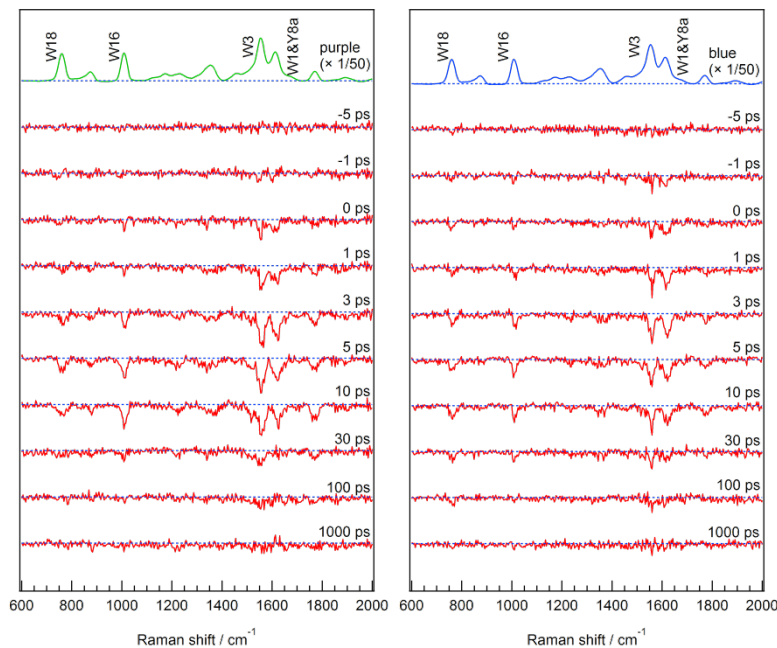 W18
W16
W3
W1&Y8a
purple
(× 1/50)
-5 ps
-1 ps
0 ps
1 ps
3 ps
5 ps
10 ps
30 ps
100 ps
1000 ps
600 800 1000 1200 1400 1600 1800 2000
Raman shift / cm-1
W18
W16
W3
W1&Y8a
blue
(× 1/50)
-5 ps
-1 ps
0 ps
1 ps
3 ps
5 ps
10 ps
30 ps
100 ps
1000 ps
600 800 1000 1200 1400 1600 1800 2000
Raman shift / cm-1